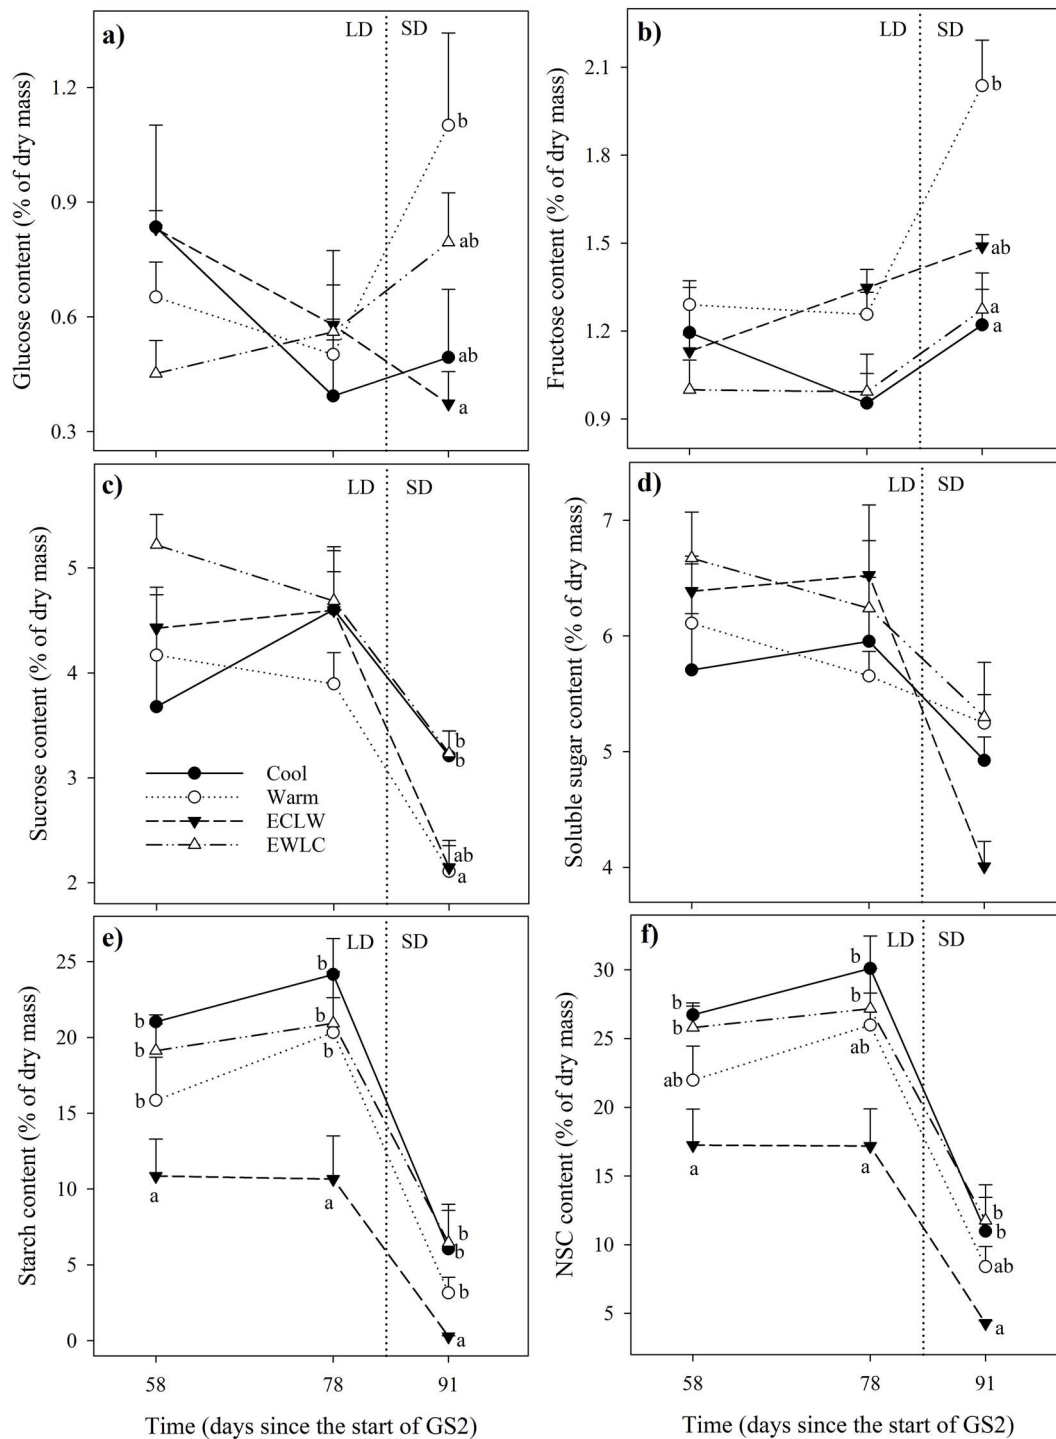 a)
LD
SD
Glucose content (% of dry mass)
1.2
0.9
0.6
0.3
b
ab
ab
a
b)
LD
SD
Fructose content (% of dry mass)
2.1
1.8
1.5
1.2
0.9
b
ab
a
a
c)
LD
SD
Sucrose content (% of dry mass)
5
4
3
2
b
b
ab
a
Cool
Warm
ECLW
EWLC
d)
LD
SD
Soluble sugar content (% of dry mass)
7
6
5
4
e)
LD
SD
Starch content (% of dry mass)
25
20
15
10
5
0
b
b
b
a
b
b
b
a
b
b
b
a
58
78
91
Time (days since the start of GS2)
f)
LD
SD
NSC content (% of dry mass)
30
25
20
15
10
5
b
b
ab
a
b
b
ab
a
b
b
ab
a
58
78
91
Time (days since the start of GS2)